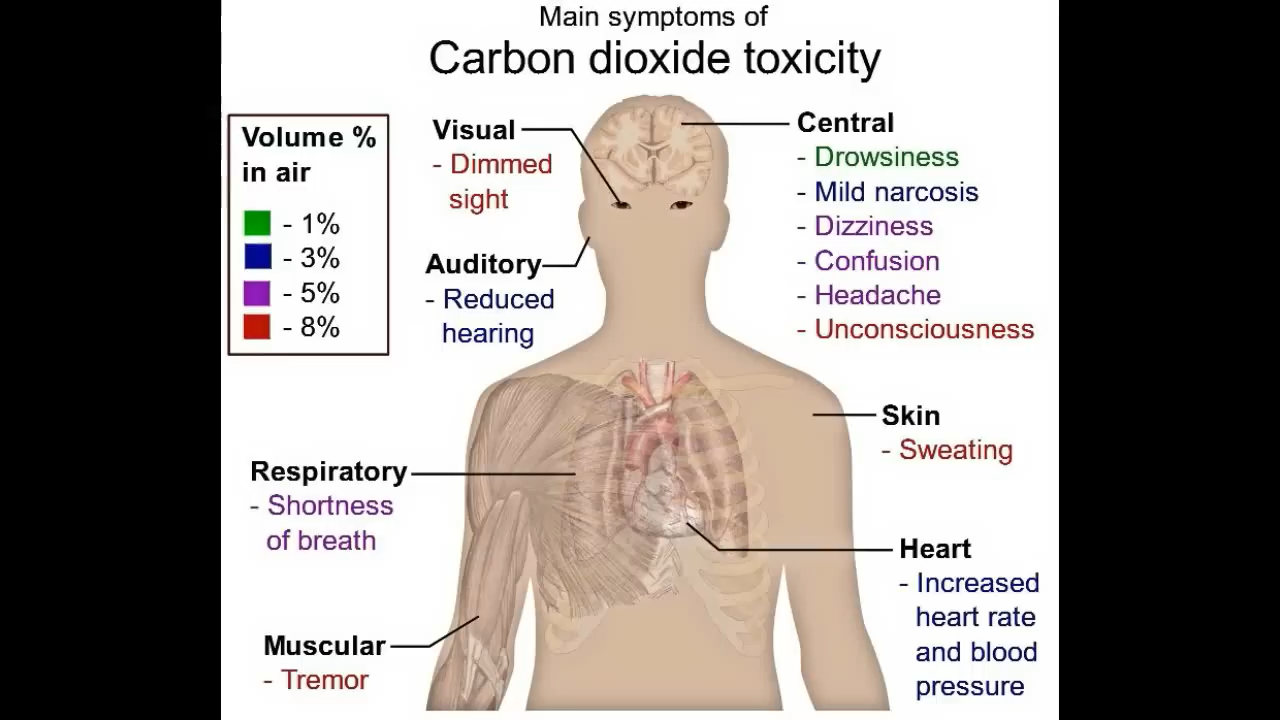 Main symptoms of
Carbon dioxide toxicity
Volume %
in air
- 1%
- 3%
- 5%
- 8%
Visual
- Dimmed
sight
Auditory
- Reduced
hearing
Respiratory
- Shortness
of breath
Muscular
- Tremor
Central
- Drowsiness
- Mild narcosis
- Dizziness
- Confusion
- Headache
- Unconsciousness
Skin
- Sweating
Heart
- Increased
heart rate
and blood
pressure